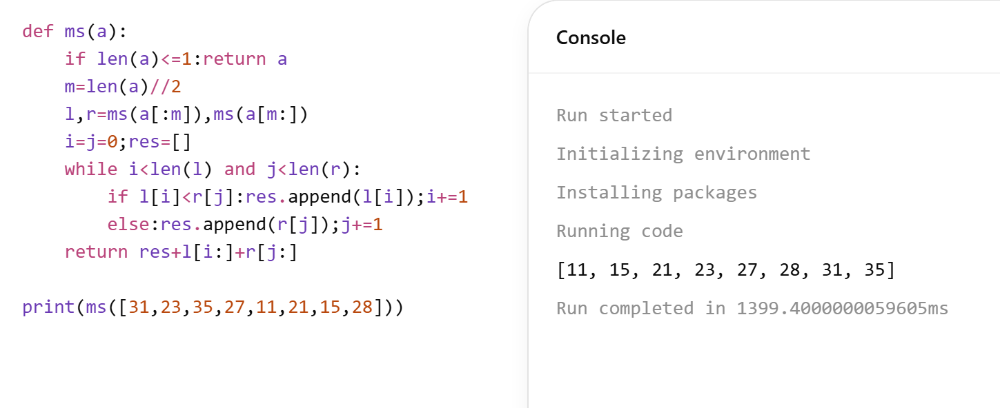 def ms(a):
    if len(a)<=1:return a
    m=len(a)//2
    l,r=ms(a[:m]),ms(a[m:])
    i=j=0;res=[]
    while i<len(l) and j<len(r):
        if l[i]<r[j]:res.append(l[i]);i+=1
        else:res.append(r[j]);j+=1
    return res+l[i:]+r[j:]
print(ms([31,23,35,27,11,21,15,28]))
Console
Run started
Initializing environment
Installing packages
Running code
[11, 15, 21, 23, 27, 28, 31, 35]
Run completed in 1399.4000000059605ms